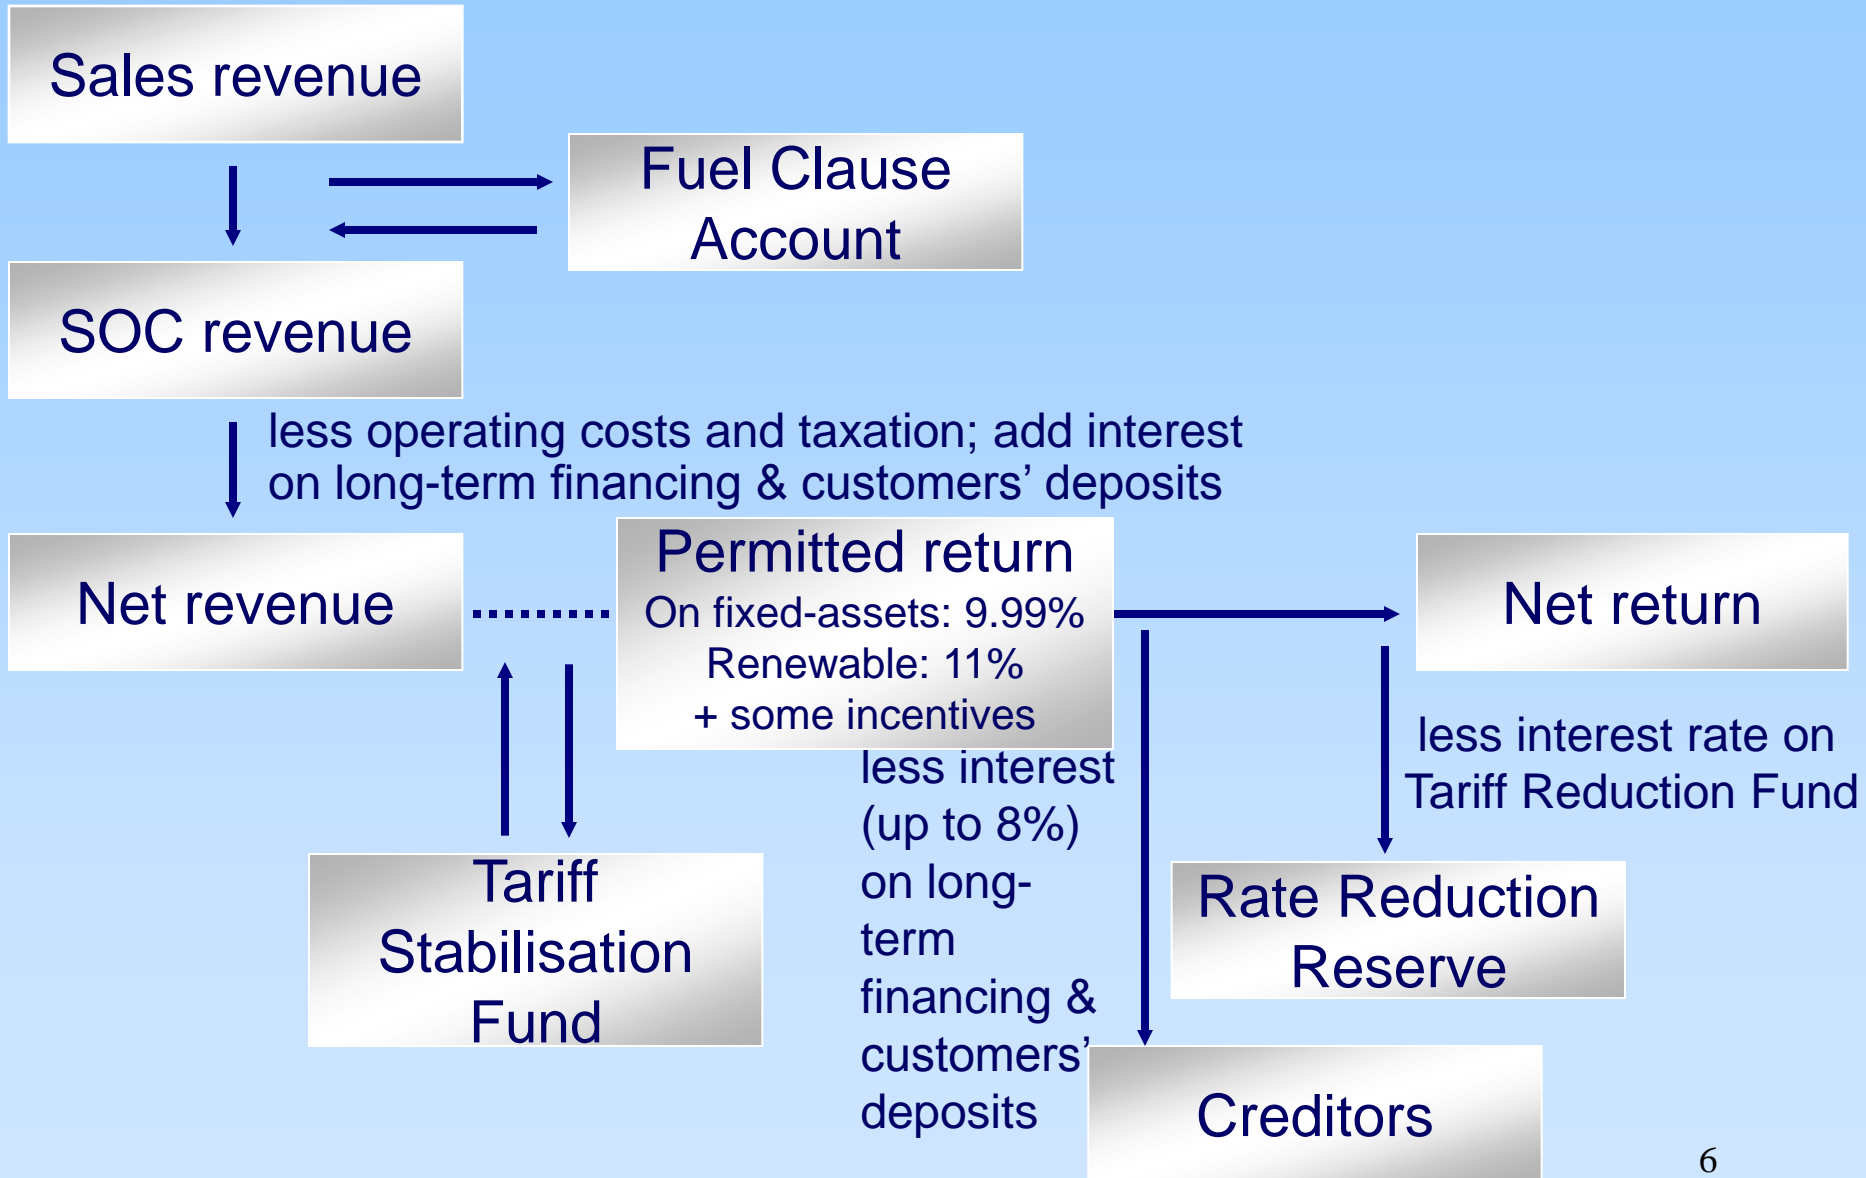 Sales revenue
Fuel Clause
Account
SOC revenue
less operating costs and taxation; add interest
on long-term financing & customers’ deposits
Net revenue
Permitted return
On fixed-assets: 9.99%
Renewable: 11%
+ some incentives
Net return
less interest
(up to 8%)
on long-
term
financing &
customers’
deposits
less interest rate on
Tariff Reduction Fund
Tariff
Stabilisation
Fund
Rate Reduction
Reserve
Creditors
6